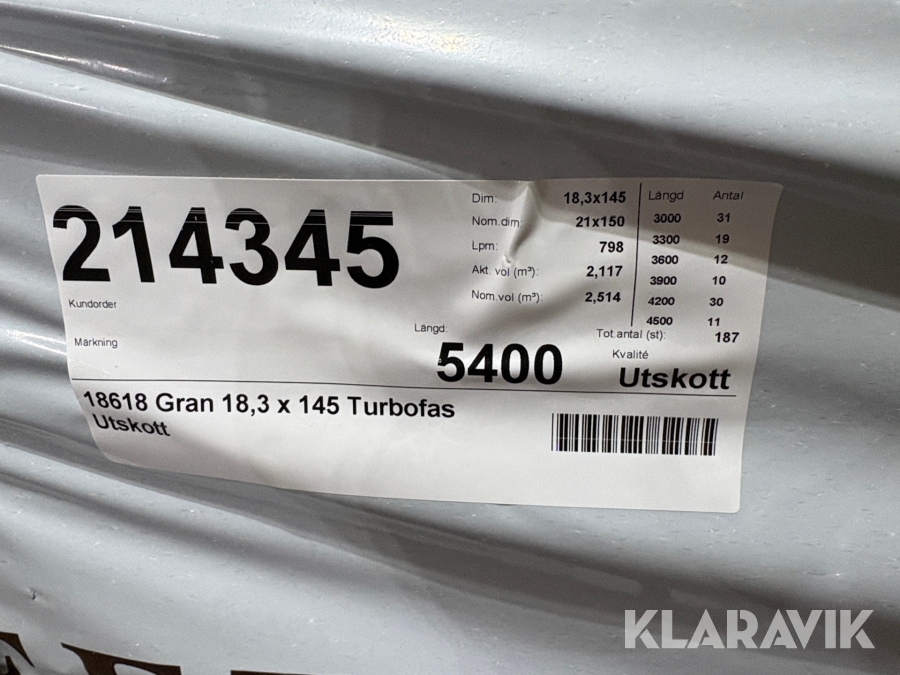 214345
Kundorder
Märkning
Dim: 18,3x145
Nom.dim: 21x150
Lpm: 798
Akt. vol (m³): 2,117
Nom.vol (m³): 2,514
Längd Antal
3000 31
3300 19
3600 12
3900 10
4200 30
4500 11
Tot.antal (st): 187
Längd:
5400
Kvalité
Utskott
18618 Gran 18,3 x 145 Turbofas
Utskott
KLARAVIK